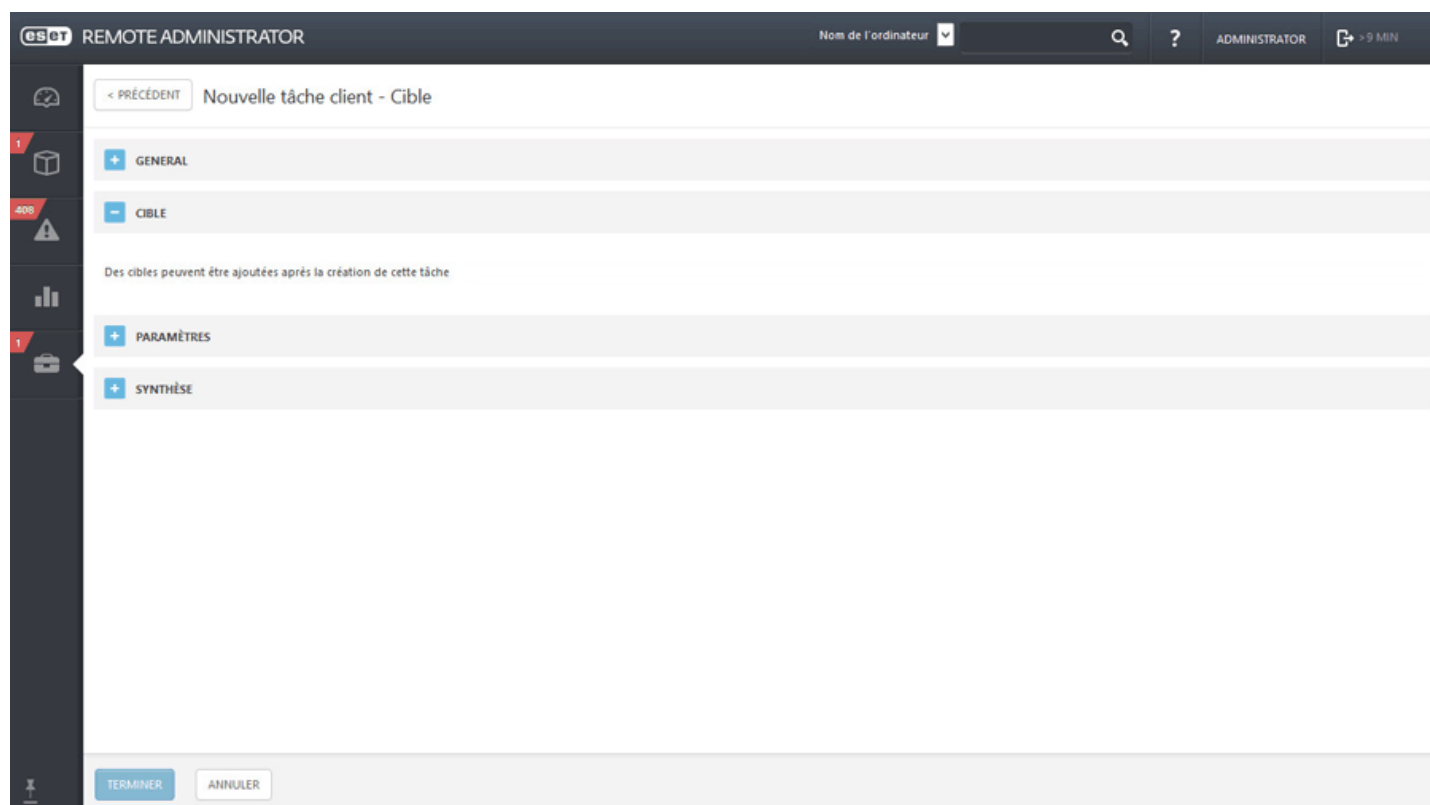 eseT REMOTE ADMINISTRATOR Nom de l'ordinateur ? ADMINISTRATOR >9 MIN
< PRÉCÉDENT Nouvelle tâche client - Cible
1
+ GENERAL
408
− CIBLE
Des cibles peuvent être ajoutées après la création de cette tâche
1
+ PARAMÈTRES
+ SYNTHÈSE
TERMINER ANNULER